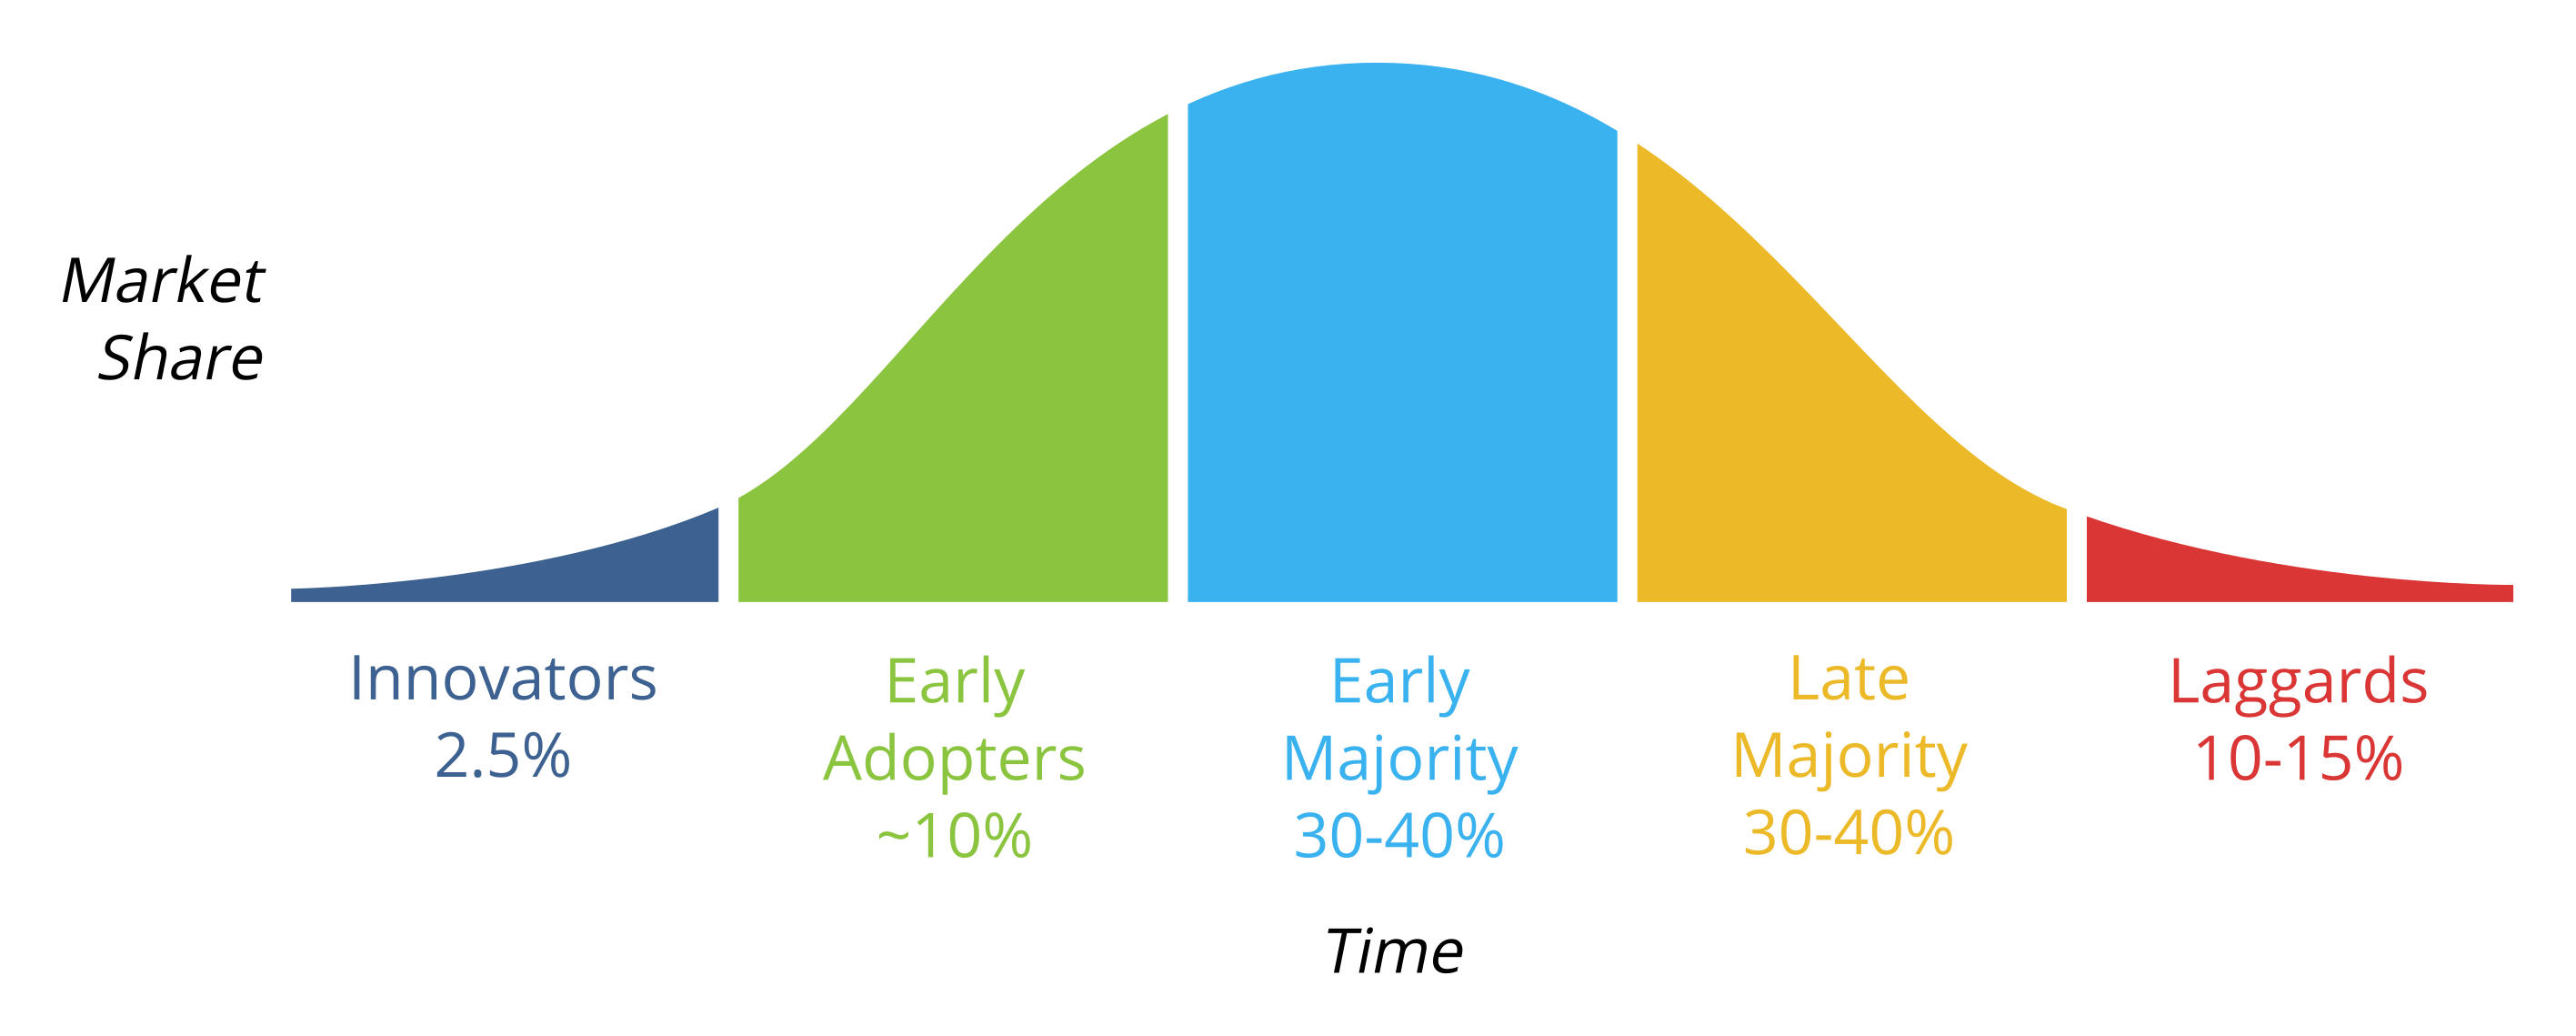 Market
Share
Innovators
2.5%
Early
Adopters
~10%
Early
Majority
30-40%
Late
Majority
30-40%
Laggards
10-15%
Time